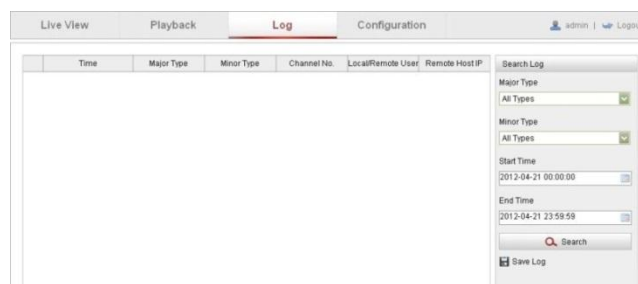 Live View Playback Log Configuration admin | Logou
Time Major Type Minor Type Channel No. Local/Remote User Remote Host IP
Search Log
Major Type
All Types
Minor Type
All Types
Start Time
2012-04-21 00:00:00
End Time
2012-04-21 23:59:59
Search
Save Log